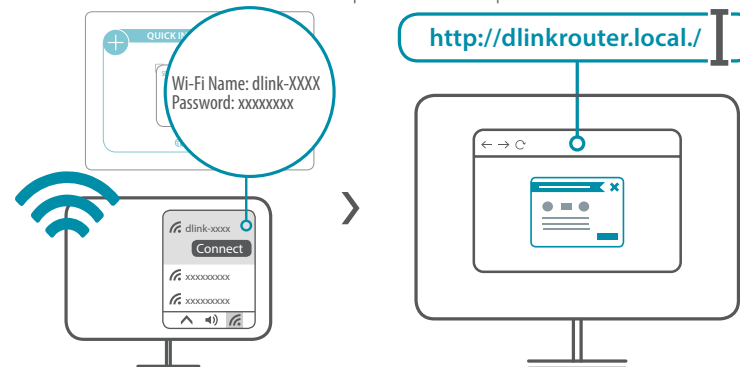 QUICK IN
Wi-Fi Name: dlink-XXXX
Password: xxxxxxxx
dlink-xxxx
Connect
xxxxxxxxx
xxxxxxxxx
http://dlinkrouter.local./